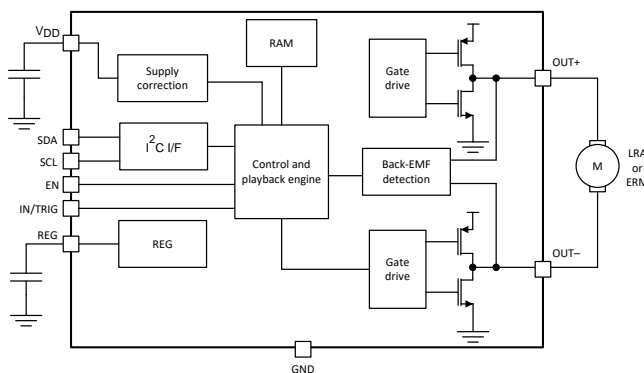 VDD
RAM
OUT+
Supply
correction
Gate
drive
SDA
I2C I/F
SCL
Control and
playback engine
Back-EMF
detection
M
LRA
or
ERM
EN
IN/TRIG
REG
REG
Gate
drive
OUT–
GND